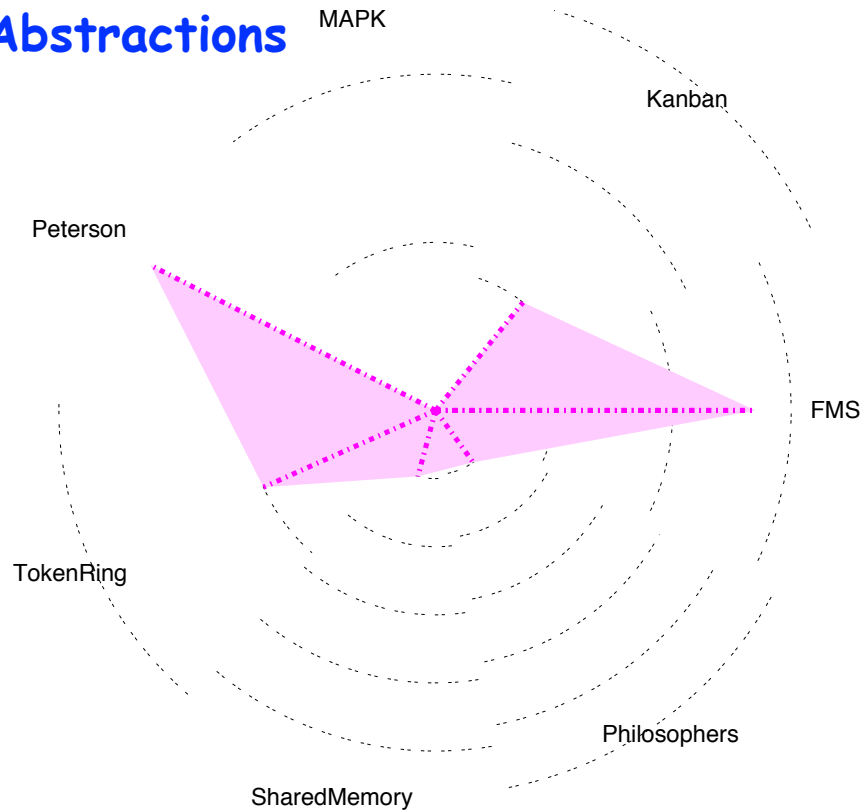 Abstractions
MAPK
Kanban
Peterson
FMS
TokenRing
Philosophers
SharedMemory